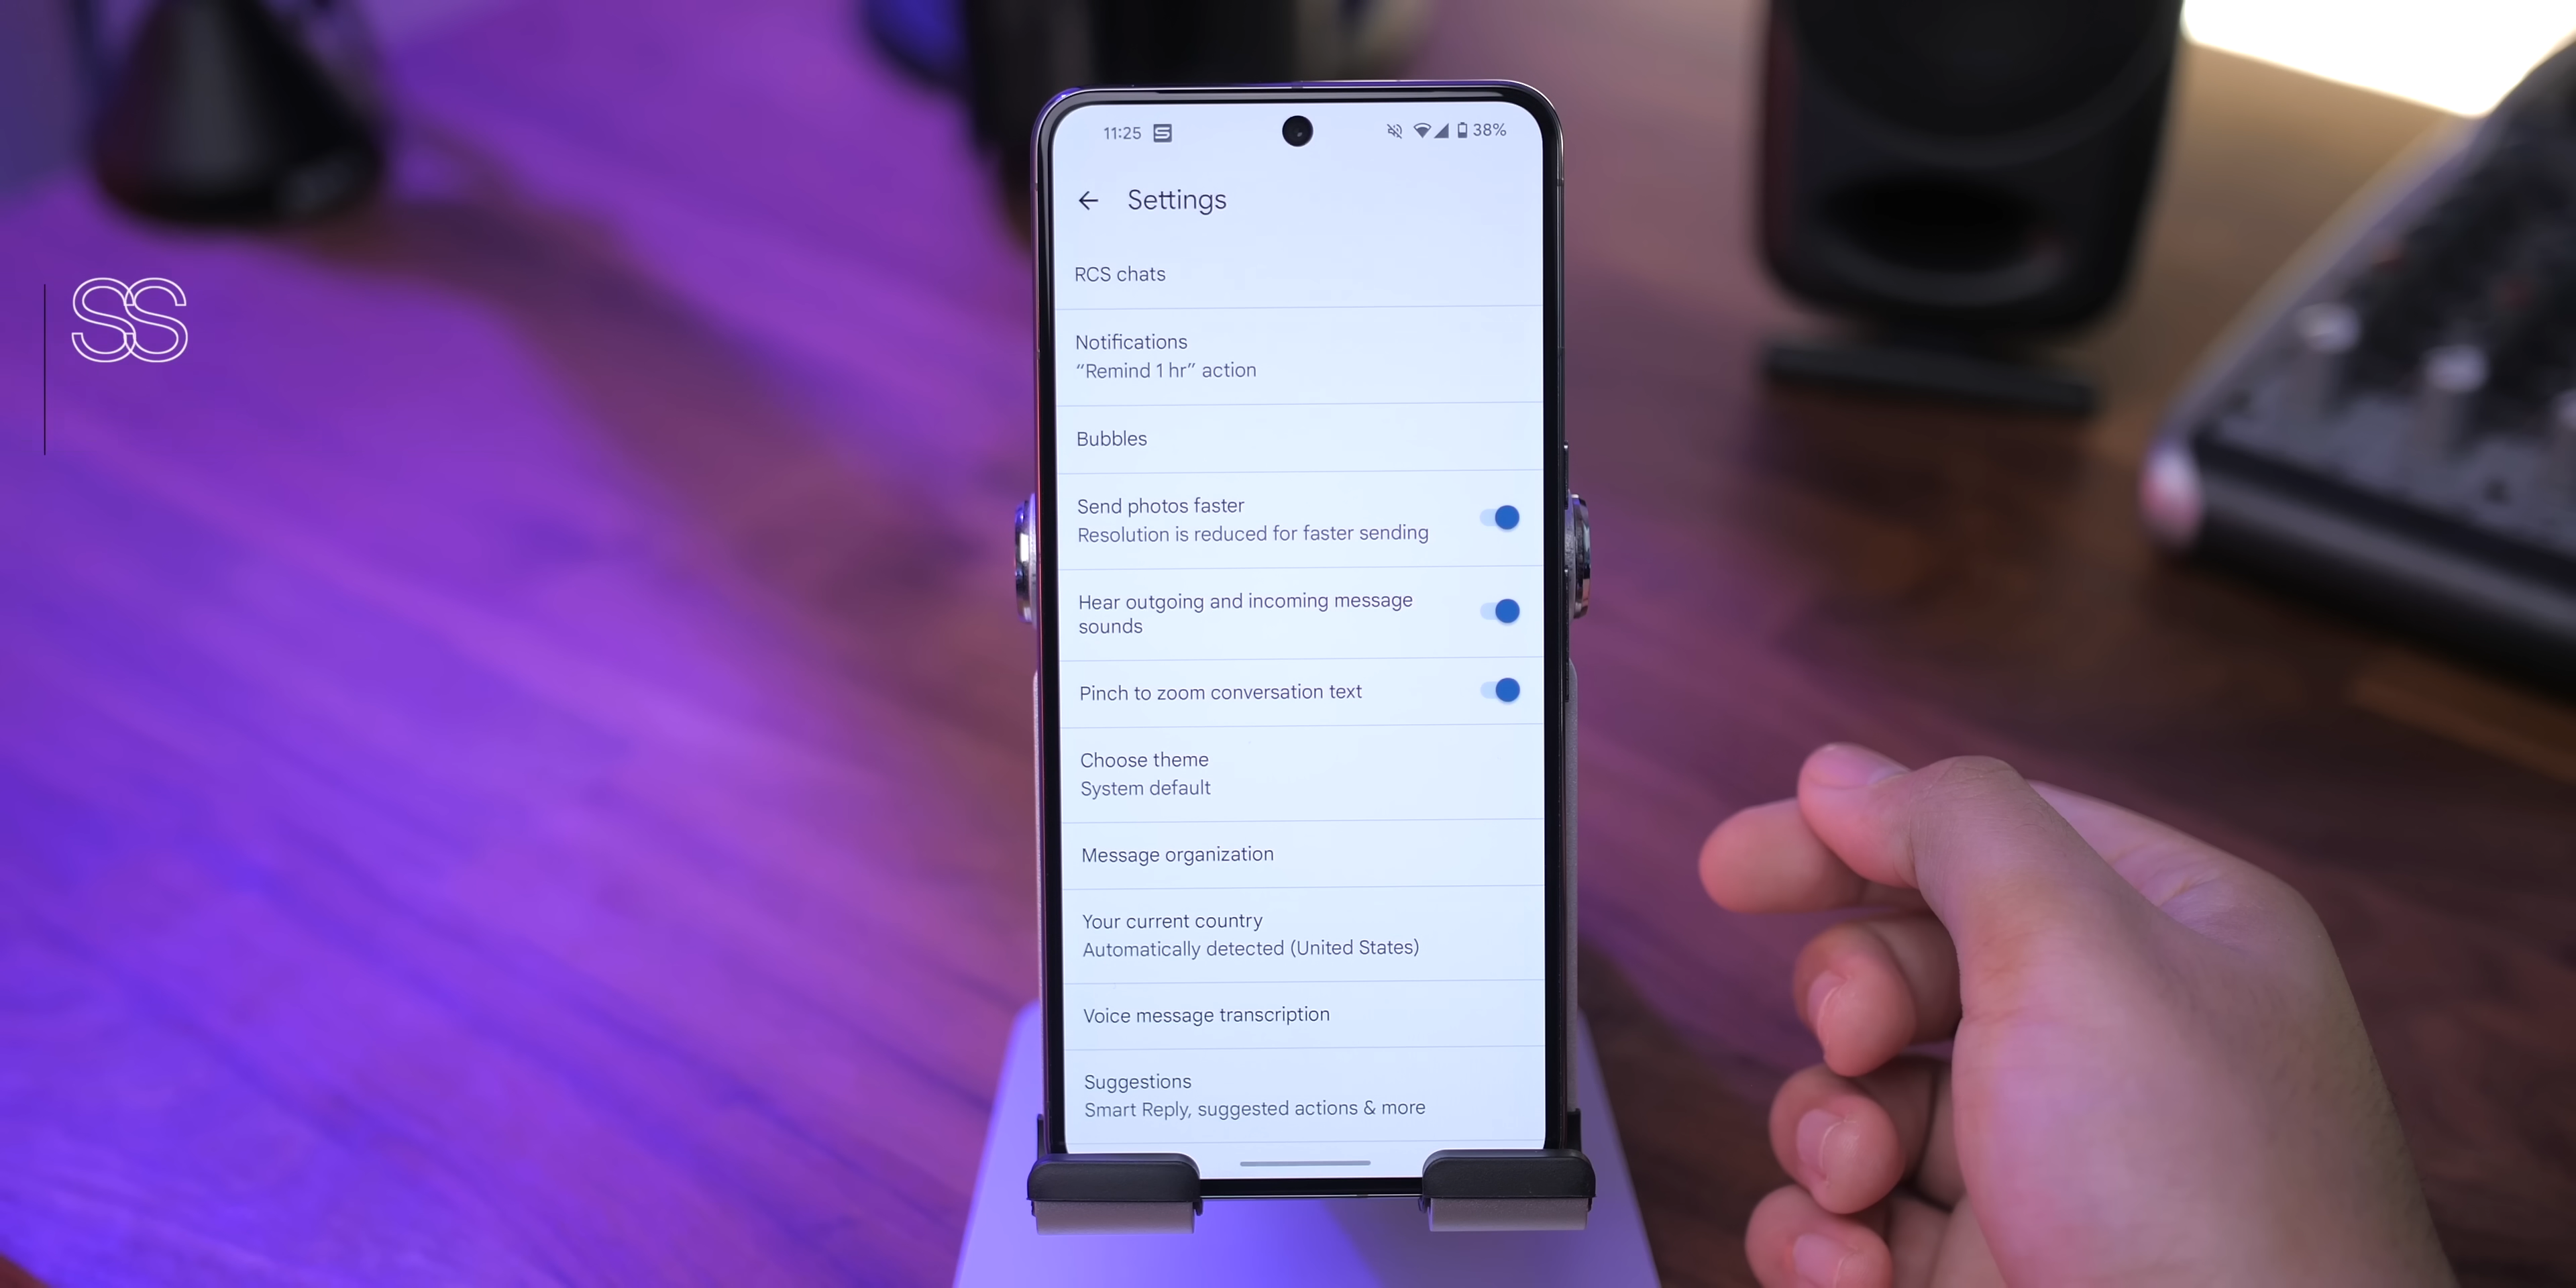 11:25
38%
Settings
RCS chats
Notifications
“Remind 1 hr” action
Bubbles
Send photos faster
Resolution is reduced for faster sending
Hear outgoing and incoming message
sounds
Pinch to zoom conversation text
Choose theme
System default
Message organization
Your current country
Automatically detected (United States)
Voice message transcription
Suggestions
Smart Reply, suggested actions & more
SS